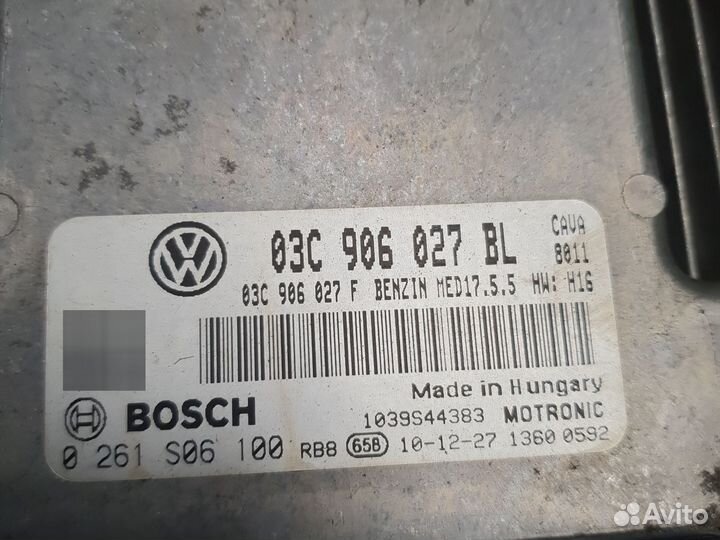 03C 906 027 BL CAVA
8011
03C 906 027 F BENZIN MED17.5.5 HW: H16
Made in Hungary
BOSCH 1039S44383 MOTRONIC
0 261 S06 100 RB8 65B 10-12-27 1360 0592
Avito